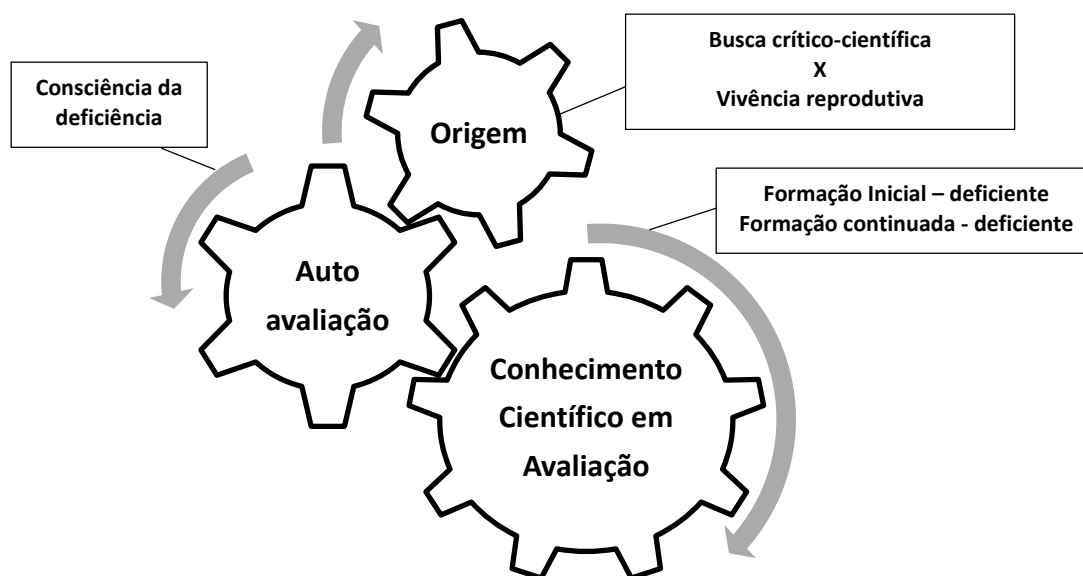 Busca crítico-científica
X
Vivência reprodutiva
Consciência da
deficiência
Origem
Formação Inicial – deficiente
Formação continuada - deficiente
Auto
avaliação
Conhecimento
Científico em
Avaliação